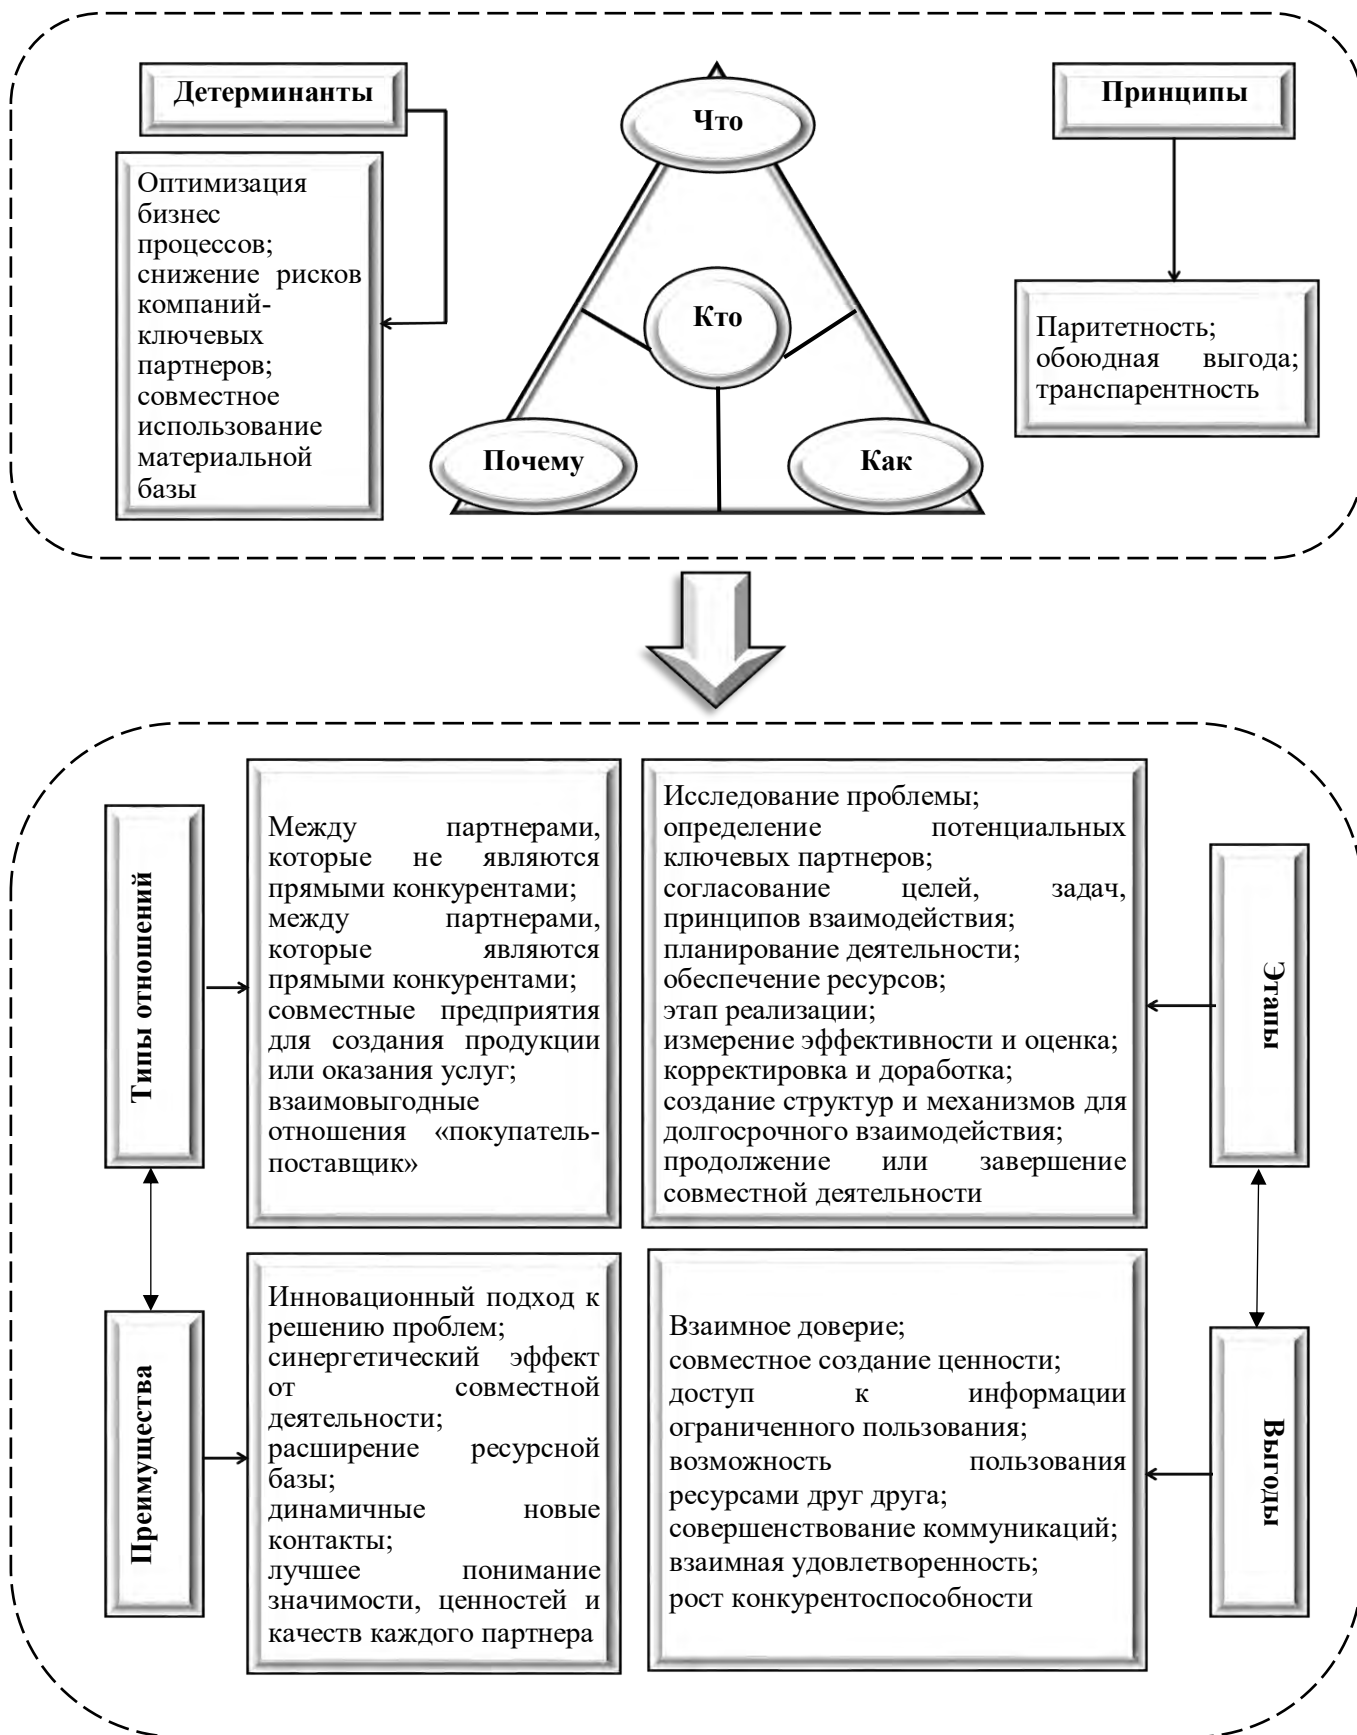 Детерминанты
Оптимизация
бизнес
процессов;
снижение рисков
компаний-
ключевых
партнеров;
совместное
использование
материальной
базы
Что
Кто
Почему
Как
Принципы
Паритетность;
обоюдная выгода;
транспарентность
Типы отношений
Между партнерами,
которые не являются
прямыми конкурентами;
между партнерами,
которые являются
прямыми конкурентами;
совместные предприятия
для создания продукции
или оказания услуг;
взаимовыгодные
отношения «покупатель-
поставщик»
Исследование проблемы;
определение потенциальных
ключевых партнеров;
согласование целей, задач,
принципов взаимодействия;
планирование деятельности;
обеспечение ресурсов;
этап реализации;
измерение эффективности и оценка;
корректировка и доработка;
создание структур и механизмов для
долгосрочного взаимодействия;
продолжение или завершение
совместной деятельности
Этапы
Преимущества
Инновационный подход к
решению проблем;
синергетический эффект
от совместной
деятельности;
расширение ресурсной
базы;
динамичные новые
контакты;
лучшее понимание
значимости, ценностей и
качеств каждого партнера
Взаимное доверие;
совместное создание ценности;
доступ к информации
ограниченного пользования;
возможность пользования
ресурсами друг друга;
совершенствование коммуникаций;
взаимная удовлетворенность;
рост конкурентоспособности
Выгоды